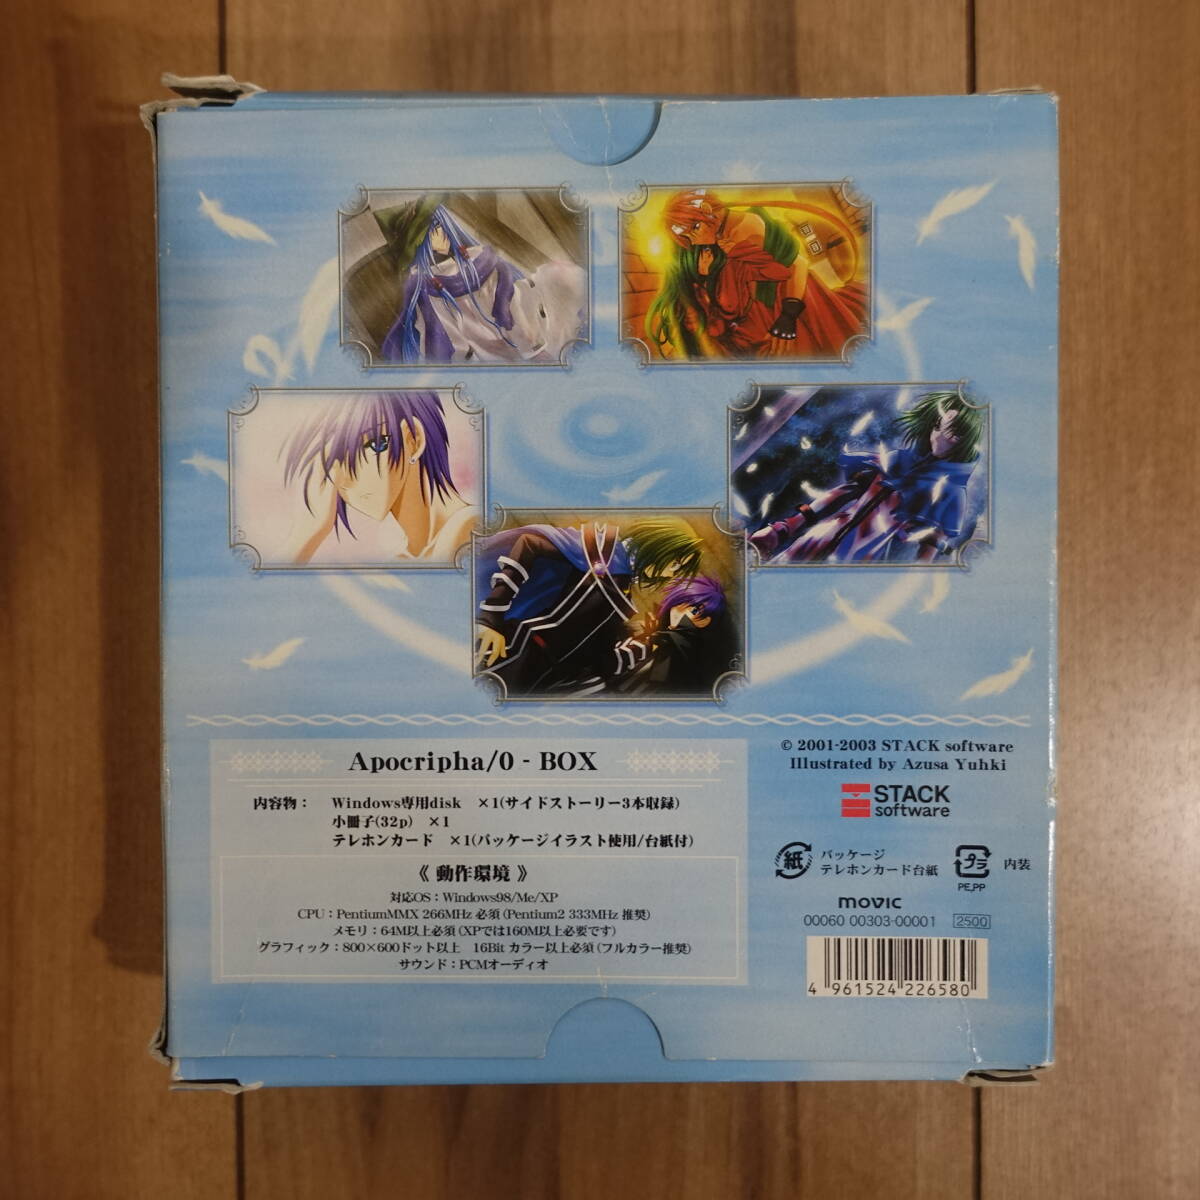 Apocripha/0 - BOX
内容物： Windows専用disk ×1(サイドストーリー3本収録)
小冊子(32p) ×1
テレホンカード ×1(パッケージイラスト使用/台紙付)
《 動作環境 》
対応OS：Windows98/Me/XP
CPU：PentiumMMX 266MHz 必須 (Pentium2 333MHz 推奨)
メモリ：64M以上必須 (XPでは160M以上必要です)
グラフィック：800×600ドット以上 16Bit カラー以上必須 (フルカラー推奨)
サウンド：PCMオーディオ
© 2001-2003 STACK software
Illustrated by Azusa Yuhki
STACK
software
紙 パッケージ
テレホンカード台紙
プラ 内装
PE,PP
movic
00060 00303-00001 2500
4 961524 226580